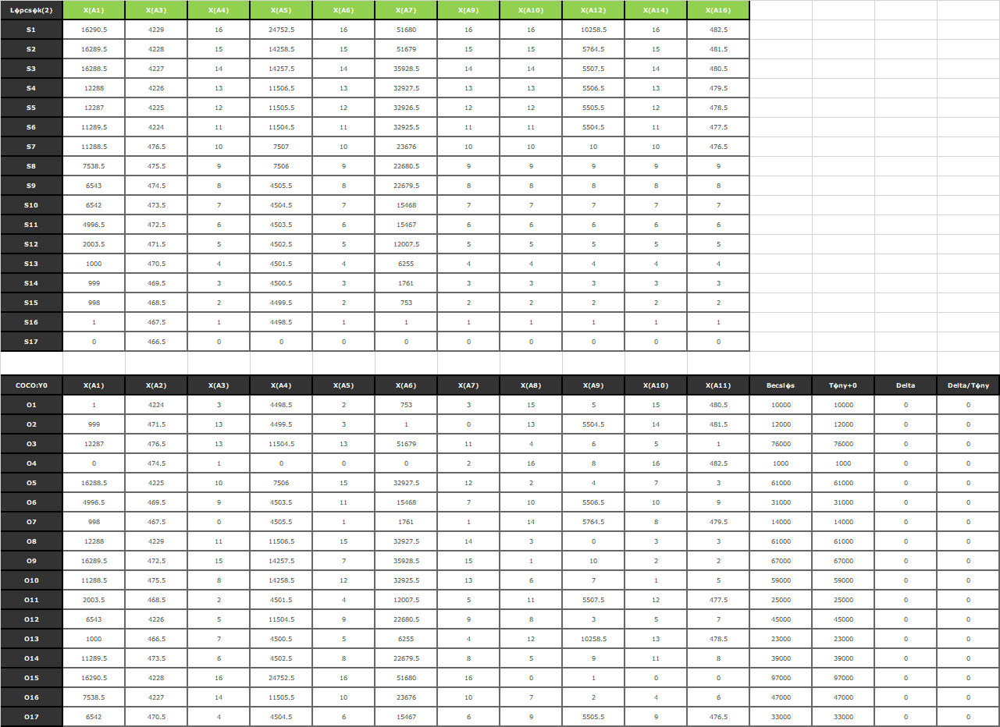 L�pcs�k(2) X(A1) X(A3) X(A4) X(A5) X(A6) X(A7) X(A9) X(A10) X(A12) X(A14) X(A16)
S1 16290.5 4229 16 24752.5 16 51680 16 16 10258.5 16 482.5
S2 16289.5 4228 15 14258.5 15 51679 15 15 5764.5 15 481.5
S3 16288.5 4227 14 14257.5 14 35928.5 14 14 5507.5 14 480.5
S4 12288 4226 13 11506.5 13 32927.5 13 13 5506.5 13 479.5
S5 12287 4225 12 11505.5 12 32926.5 12 12 5505.5 12 478.5
S6 11289.5 4224 11 11504.5 11 32925.5 11 11 5504.5 11 477.5
S7 11288.5 476.5 10 7507 10 23676 10 10 10 10 476.5
S8 7538.5 475.5 9 7506 9 22680.5 9 9 9 9 9
S9 6543 474.5 8 4505.5 8 22679.5 8 8 8 8 8
S10 6542 473.5 7 4504.5 7 15468 7 7 7 7 7
S11 4996.5 472.5 6 4503.5 6 15467 6 6 6 6 6
S12 2003.5 471.5 5 4502.5 5 12007.5 5 5 5 5 5
S13 1000 470.5 4 4501.5 4 6255 4 4 4 4 4
S14 999 469.5 3 4500.5 3 1761 3 3 3 3 3
S15 998 468.5 2 4499.5 2 753 2 2 2 2 2
S16 1 467.5 1 4498.5 1 1 1 1 1 1 1
S17 0 466.5 0 0 0 0 0 0 0 0 0
COCO:Y0 X(A1) X(A2) X(A3) X(A4) X(A5) X(A6) X(A7) X(A8) X(A9) X(A10) X(A11) Becsl�s T�ny+0 Delta Delta/T�ny
O1 1 4224 3 4498.5 2 753 3 15 5 15 480.5 10000 10000 0 0
O2 999 471.5 13 4499.5 3 1 0 13 5504.5 14 481.5 12000 12000 0 0
O3 12287 476.5 13 11504.5 13 51679 11 4 6 5 1 76000 76000 0 0
O4 0 474.5 1 0 0 0 2 16 8 16 482.5 1000 1000 0 0
O5 16288.5 4225 10 7506 15 32927.5 12 2 4 7 3 61000 61000 0 0
O6 4996.5 469.5 9 4503.5 11 15468 7 10 5506.5 10 9 31000 31000 0 0
O7 998 467.5 0 4505.5 1 1761 1 14 5764.5 8 479.5 14000 14000 0 0
O8 12288 4229 11 11506.5 15 32927.5 14 3 0 3 3 61000 61000 0 0
O9 16289.5 472.5 15 14257.5 7 35928.5 15 1 10 2 2 67000 67000 0 0
O10 11288.5 475.5 8 14258.5 12 32925.5 13 6 7 1 5 59000 59000 0 0
O11 2003.5 468.5 2 4501.5 4 12007.5 5 11 5507.5 12 477.5 25000 25000 0 0
O12 6543 4226 5 11504.5 9 22680.5 9 8 3 5 7 45000 45000 0 0
O13 1000 466.5 7 4500.5 5 6255 4 12 10258.5 13 478.5 23000 23000 0 0
O14 11289.5 473.5 6 4502.5 8 22679.5 8 5 9 11 8 39000 39000 0 0
O15 16290.5 4228 16 24752.5 16 51680 16 0 1 0 0 97000 97000 0 0
O16 7538.5 4227 14 11505.5 10 23676 10 7 2 4 6 47000 47000 0 0
O17 6542 470.5 4 4504.5 6 15467 6 9 5505.5 9 476.5 33000 33000 0 0